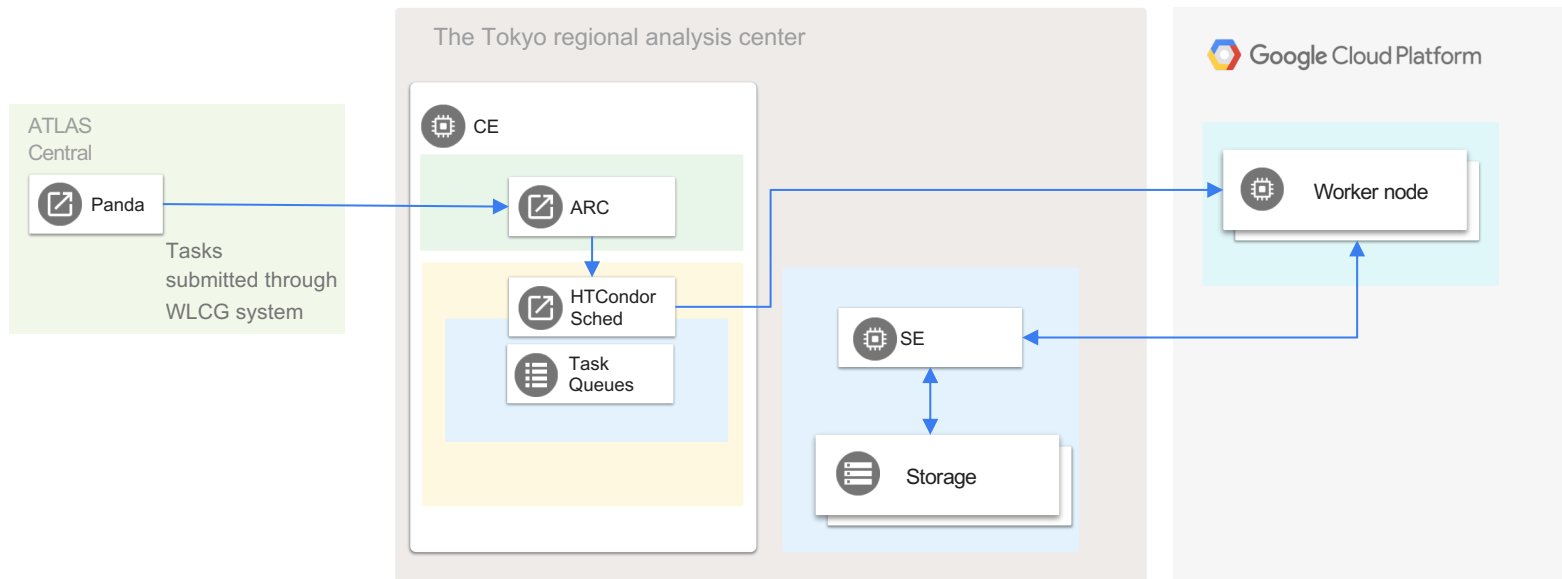 The Tokyo regional analysis center
Google Cloud Platform
ATLAS
Central
CE
Panda
ARC
Worker node
Tasks
submitted through
WLCG system
HTCondor
Sched
SE
Task
Queues
Storage